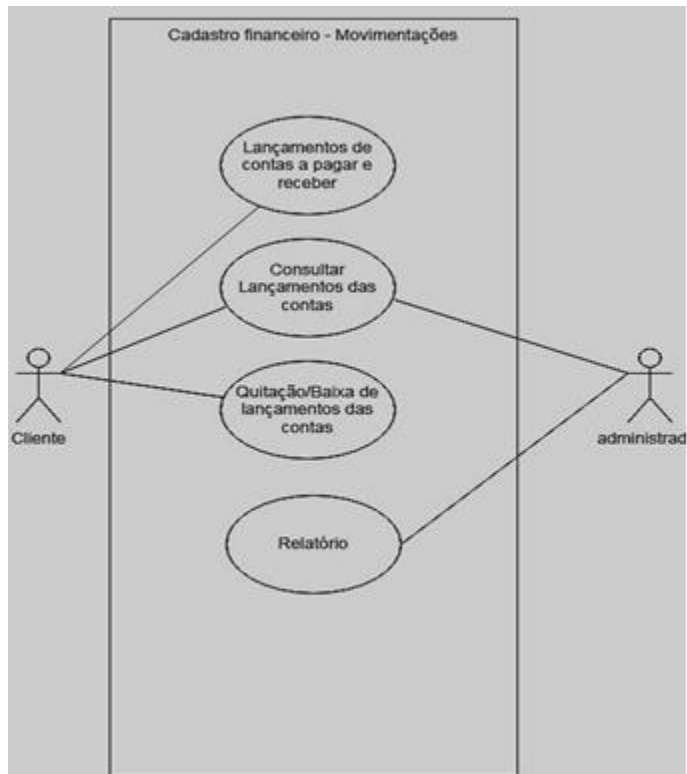 Cadastro financeiro - Movimentações
Lançamentos de
contas a pagar e
receber
Consultar
Lançamentos das
contas
Quitação/Baixa de
lançamentos das
contas
Cliente
administrad
Relatório